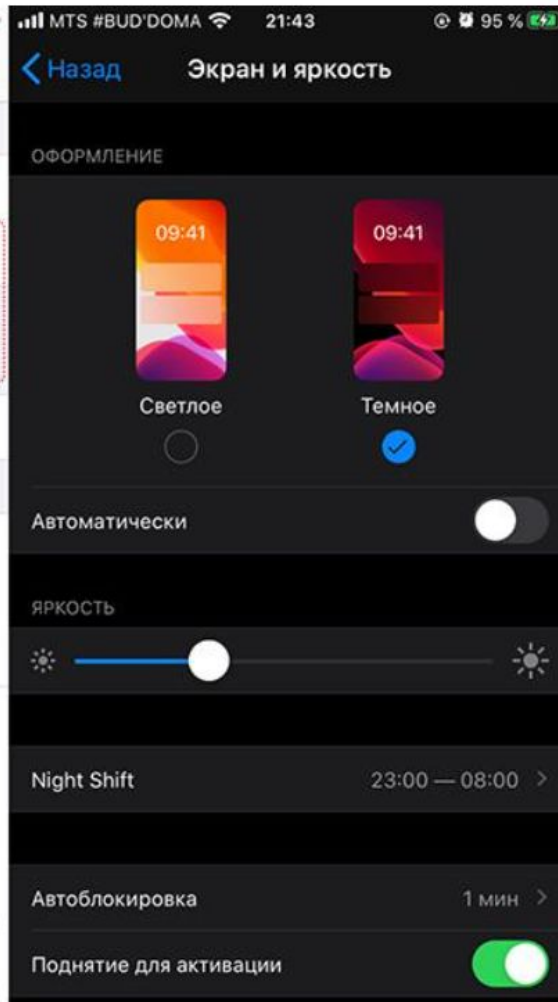 MTS #BUD'DOMA 21:43 95 %
Назад Экран и яркость
ОФОРМЛЕНИЕ
09:41 09:41
Светлое Темное
Автоматически
ЯРКОСТЬ
Night Shift 23:00 — 08:00
Автоблокировка 1 мин
Поднятие для активации